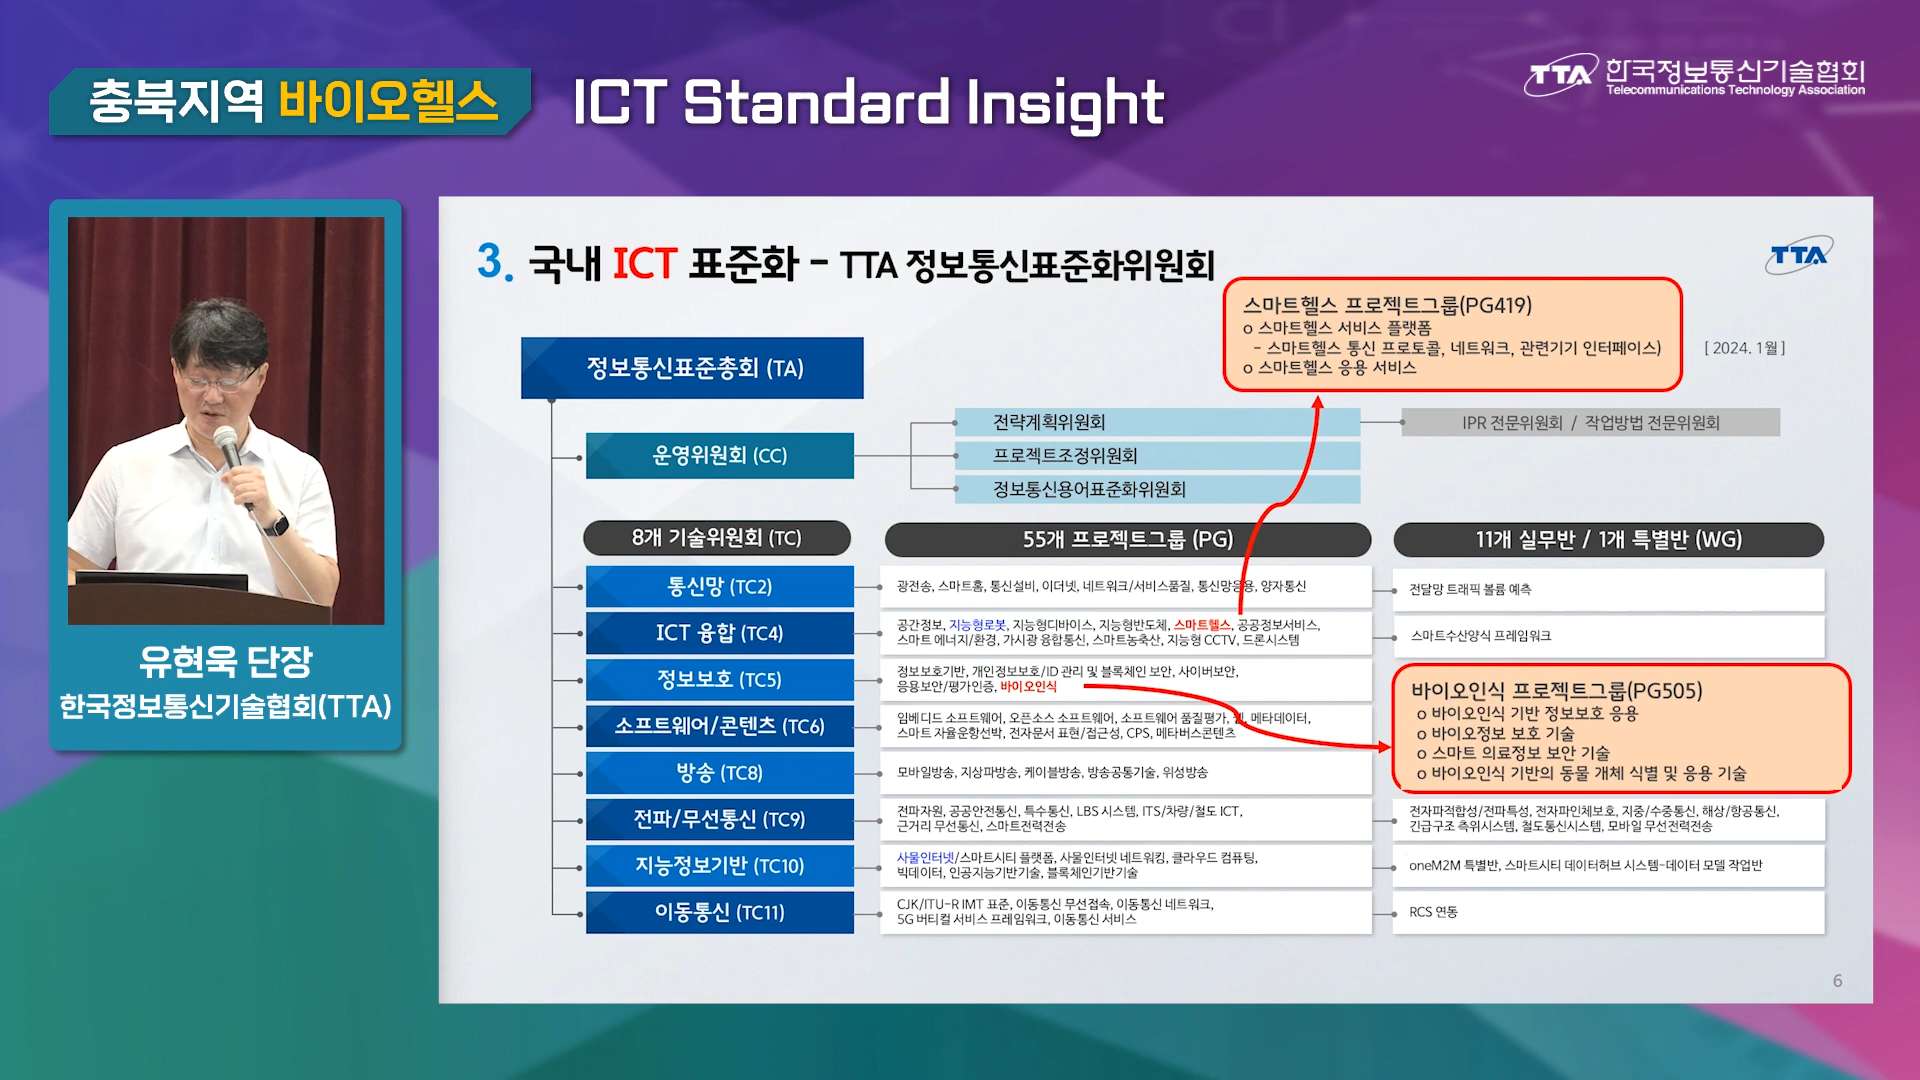 충북지역 바이오헬스
ICT Standard Insight
TTA 한국정보통신기술협회
Telecommunications Technology Association
유현욱 단장
한국정보통신기술협회(TTA)
3. 국내 ICT 표준화 - TTA 정보통신표준화위원회
TTA
스마트헬스 프로젝트그룹(PG419)
o 스마트헬스 서비스 플랫폼
- 스마트헬스 통신 프로토콜, 네트워크, 관련기기 인터페이스)
o 스마트헬스 응용 서비스
[ 2024. 1월 ]
정보통신표준총회 (TA)
운영위원회 (CC)
전략계획위원회
프로젝트조정위원회
정보통신용어표준화위원회
IPR 전문위원회 / 작업방법 전문위원회
8개 기술위원회 (TC)
55개 프로젝트그룹 (PG)
11개 실무반 / 1개 특별반 (WG)
통신망 (TC2)
광전송, 스마트홈, 통신설비, 이더넷, 네트워크/서비스품질, 통신망응용, 양자통신
전달망 트래픽 볼륨 예측
ICT 융합 (TC4)
공간정보, 지능형로봇, 지능형디바이스, 지능형반도체, 스마트헬스, 공공정보서비스,
스마트 에너지/환경, 가시광 융합통신, 스마트농축산, 지능형 CCTV, 드론시스템
스마트수산양식 프레임워크
정보보호 (TC5)
정보보호기반, 개인정보보호/ID 관리 및 블록체인 보안, 사이버보안,
응용보안/평가인증, 바이오인식
바이오인식 프로젝트그룹(PG505)
o 바이오인식 기반 정보보호 응용
o 바이오정보 보호 기술
o 스마트 의료정보 보안 기술
o 바이오인식 기반의 동물 개체 식별 및 응용 기술
소프트웨어/콘텐츠 (TC6)
임베디드 소프트웨어, 오픈소스 소프트웨어, 소프트웨어 품질평가, 웹, 메타데이터,
스마트 자율운항선박, 전자문서 표현/접근성, CPS, 메타버스콘텐츠
방송 (TC8)
모바일방송, 지상파방송, 케이블방송, 방송공통기술, 위성방송
전파/무선통신 (TC9)
전파자원, 공공안전통신, 특수통신, LBS 시스템, ITS/차량/철도 ICT,
근거리 무선통신, 스마트전력전송
전자파적합성/전파특성, 전자파인체보호, 지중/수중통신, 해상/항공통신,
긴급구조 측위시스템, 철도통신시스템, 모바일 무선전력전송
지능정보기반 (TC10)
사물인터넷/스마트시티 플랫폼, 사물인터넷 네트워킹, 클라우드 컴퓨팅,
빅데이터, 인공지능기반기술, 블록체인기반기술
oneM2M 특별반, 스마트시티 데이터허브 시스템-데이터 모델 작업반
이동통신 (TC11)
CJK/ITU-R IMT 표준, 이동통신 무선접속, 이동통신 네트워크,
5G 버티컬 서비스 프레임워크, 이동통신 서비스
RCS 연동
6